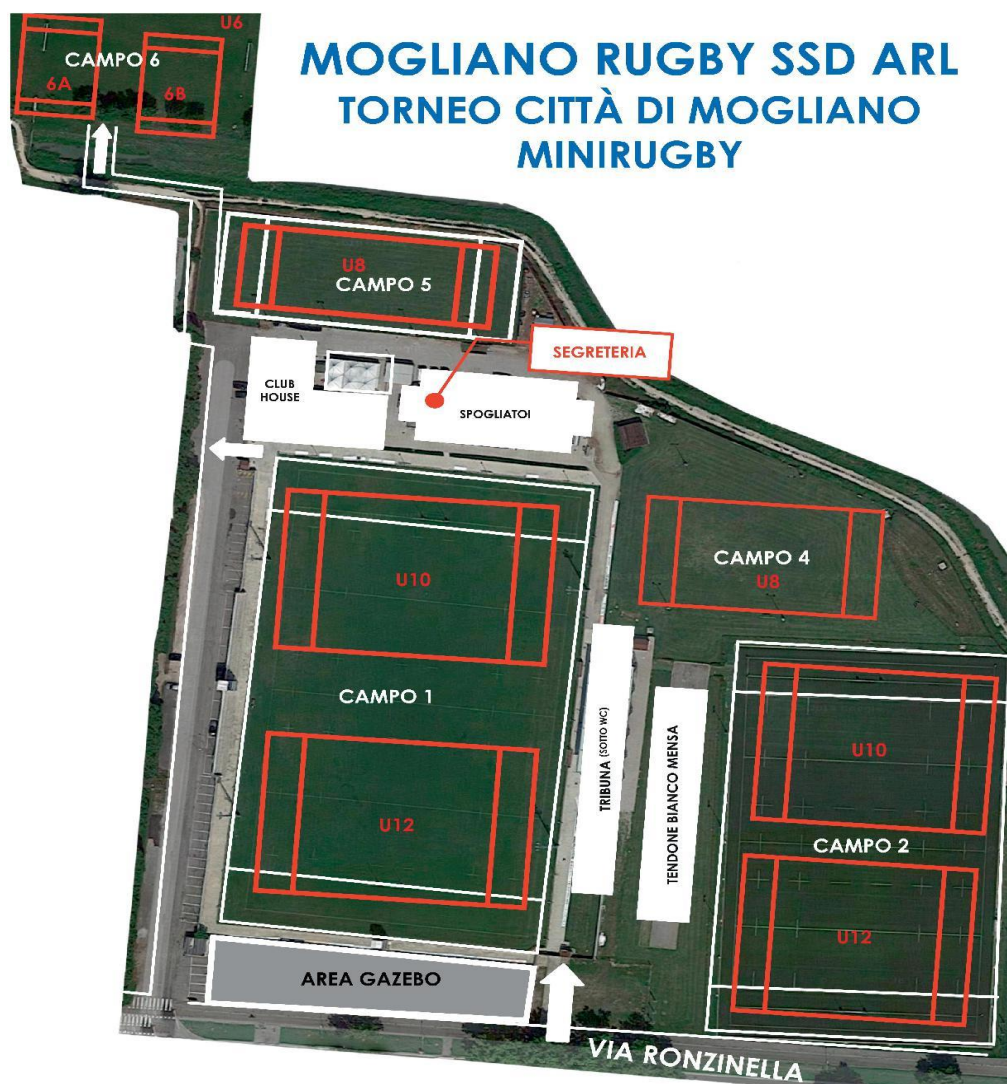 MOGLIANO RUGBY SSD ARL
TORNEO CITTÀ DI MOGLIANO
MINIRUGBY
U6
CAMPO 6
6A
6B
U8
CAMPO 5
SEGRETERIA
CLUB
HOUSE
SPOGLIATOI
CAMPO 4
U8
U10
CAMPO 1
U12
TRIBUNA (SOTTO WC)
TENDONE BIANCO MENSA
U10
CAMPO 2
U12
AREA GAZEBO
VIA RONZINELLA